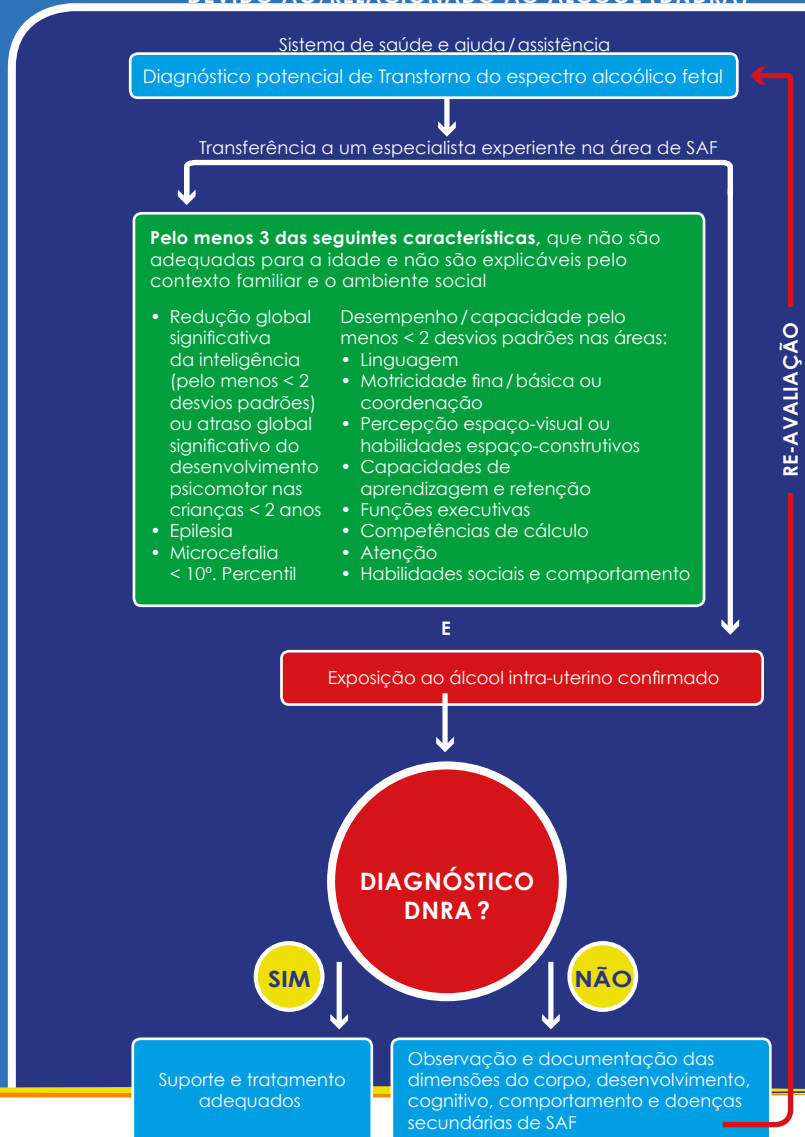 DEVIDO AO/RELACIONADO AO ÁLCOOL (DNDRA)
Sistema de saúde e ajuda/assistência
Diagnóstico potencial de Transtorno do espectro alcoólico fetal
Transferência a um especialista experiente na área de SAF
Pelo menos 3 das seguintes características, que não são
adequadas para a idade e não são explicáveis pelo
contexto familiar e o ambiente social
• Redução global
significativa
da inteligência
(pelo menos < 2
desvios padrões)
ou atraso global
significativo do
desenvolvimento
psicomotor nas
crianças < 2 anos
• Epilesia
• Microcefalia
< 10º. Percentil
Desempenho/capacidade pelo
menos < 2 desvios padrões nas áreas:
• Linguagem
• Motricidade fina/básica ou
coordenação
• Percepção espaço-visual ou
habilidades espaço-construtivos
• Capacidades de
aprendizagem e retenção
• Funções executivas
• Competências de cálculo
• Atenção
• Habilidades sociais e comportamento
E
Exposição ao álcool intra-uterino confirmado
DIAGNÓSTICO
DNRA?
SIM
NÃO
Suporte e tratamento
adequados
Observação e documentação das
dimensões do corpo, desenvolvimento,
cognitivo, comportamento e doenças
secundárias de SAF
RE-AVALIAÇÃO